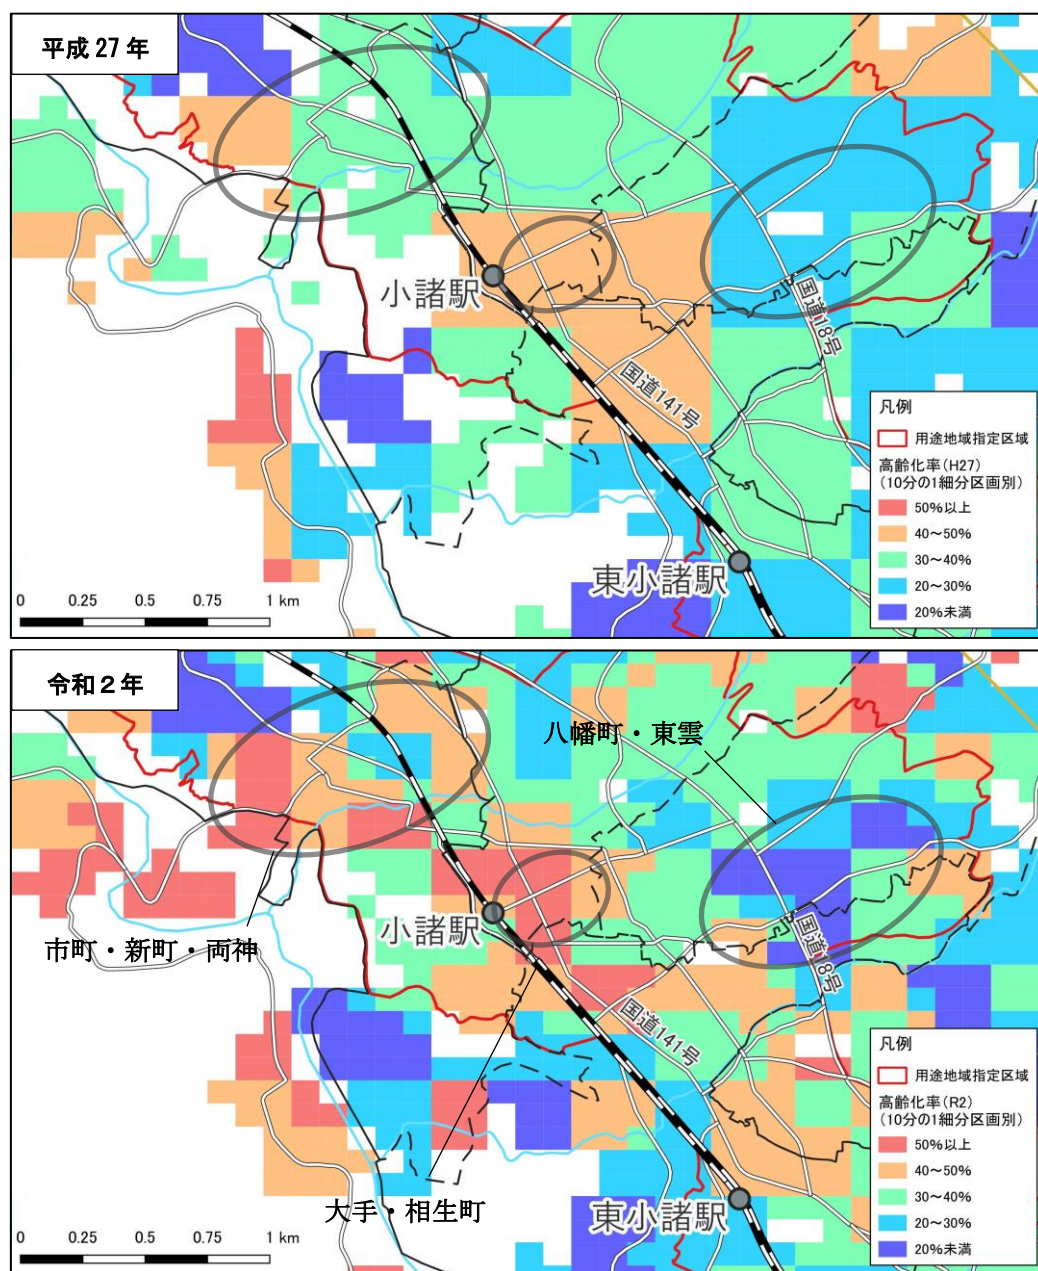 平成 27 年
小諸駅
国道18号
国道141号
東小諸駅
凡例
用途地域指定区域
高齢化率(H27)
(10分の1細分区画別)
50%以上
40～50%
30～40%
20～30%
20%未満
0 0.25 0.5 0.75 1 km
令和２年
八幡町・東雲
小諸駅
市町・新町・両神
国道18号
国道141号
大手・相生町
東小諸駅
凡例
用途地域指定区域
高齢化率(R2)
(10分の1細分区画別)
50%以上
40～50%
30～40%
20～30%
20%未満
0 0.25 0.5 0.75 1 km